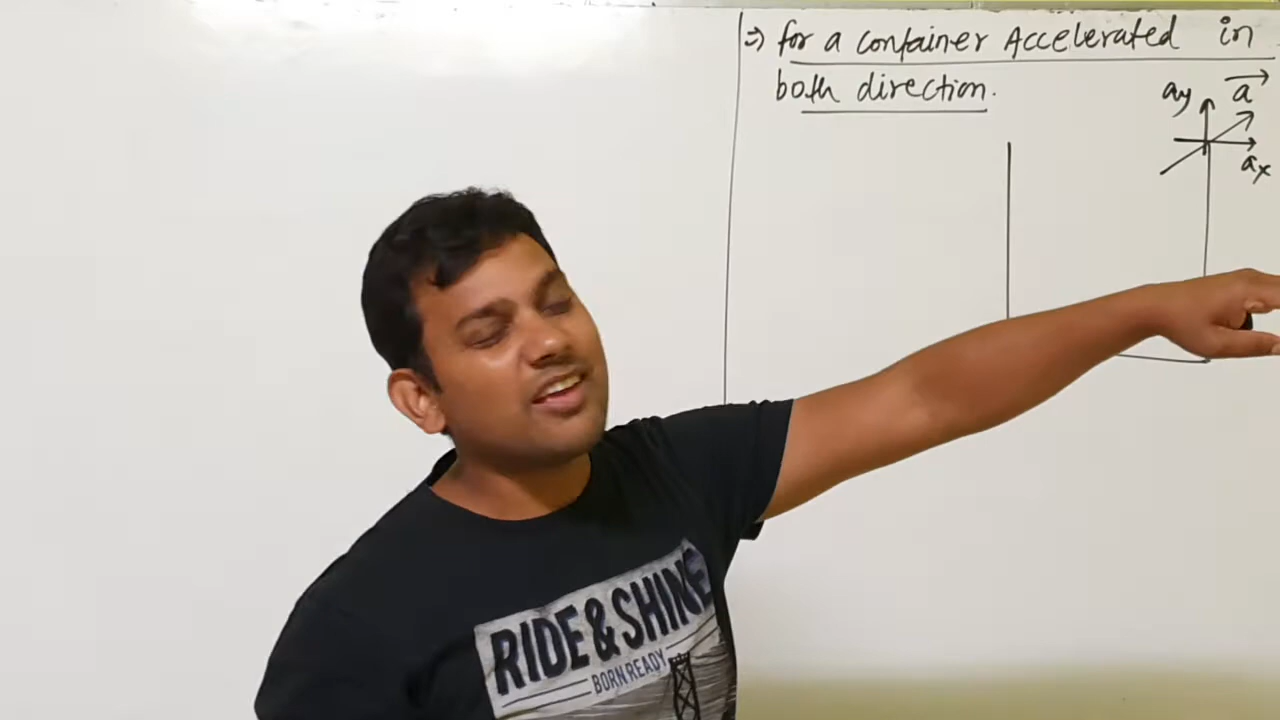 ⇒ for a container Accelerated in
both direction.
ay a
ax
RIDE & SHINE
BORN READY